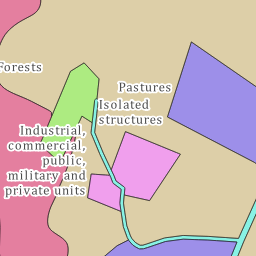 Forests
Pastures
Isolated
structures
Industrial,
commercial,
public,
military and
private units